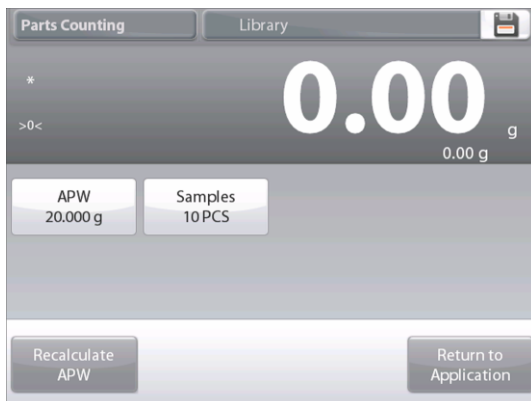 Parts Counting
Library
*
>0<
0.00 g
0.00 g
APW
20.000 g
Samples
10 PCS
Recalculate
APW
Return to
Application